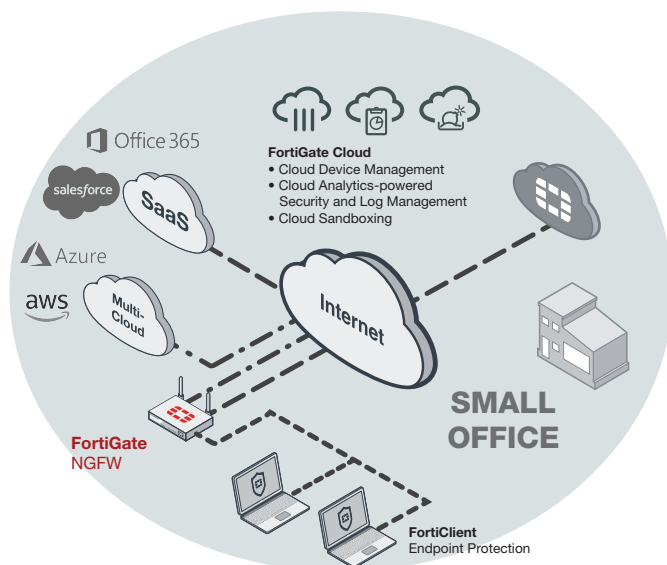 Office 365
salesforce
SaaS
Azure
aws
Multi-
Cloud
FortiGate Cloud
• Cloud Device Management
• Cloud Analytics-powered
Security and Log Management
• Cloud Sandboxing
Internet
SMALL
OFFICE
FortiGate
NGFW
FortiClient
Endpoint Protection